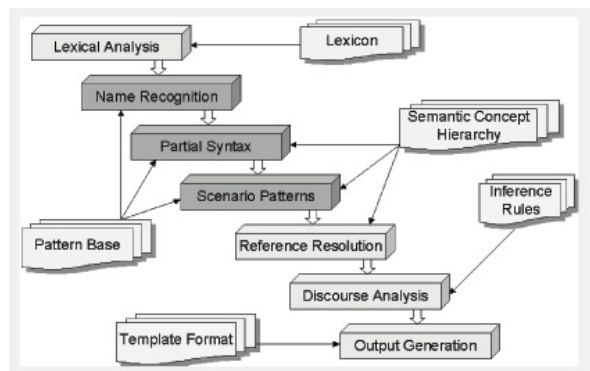 Lexical Analysis
Lexicon
Name Recognition
Semantic Concept
Hierarchy
Partial Syntax
Scenario Patterns
Inference
Rules
Pattern Base
Reference Resolution
Discourse Analysis
Template Format
Output Generation